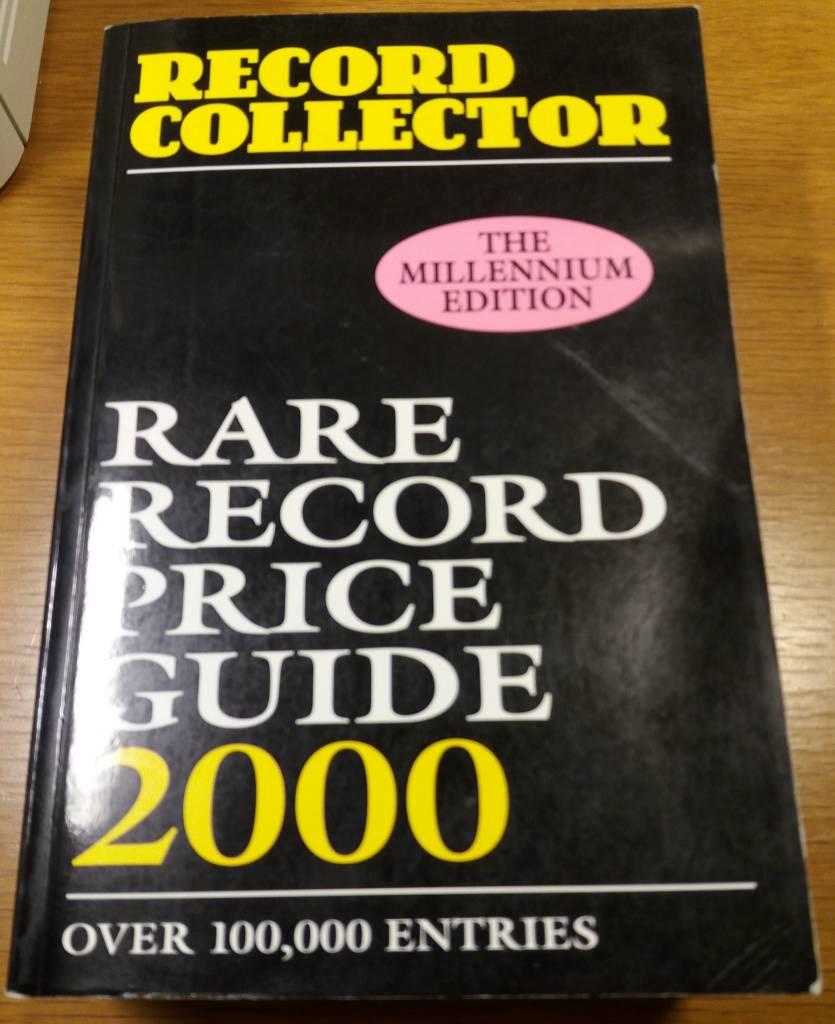 RECORD
COLLECTOR
THE
MILLENNIUM
EDITION
RARE
RECORD
PRICE
GUIDE
2000
OVER 100,000 ENTRIES